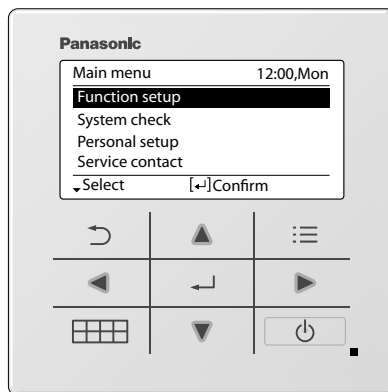 Panasonic
Main menu 12:00,Mon
Function setup
System check
Personal setup
Service contact
Select [↵]Confirm